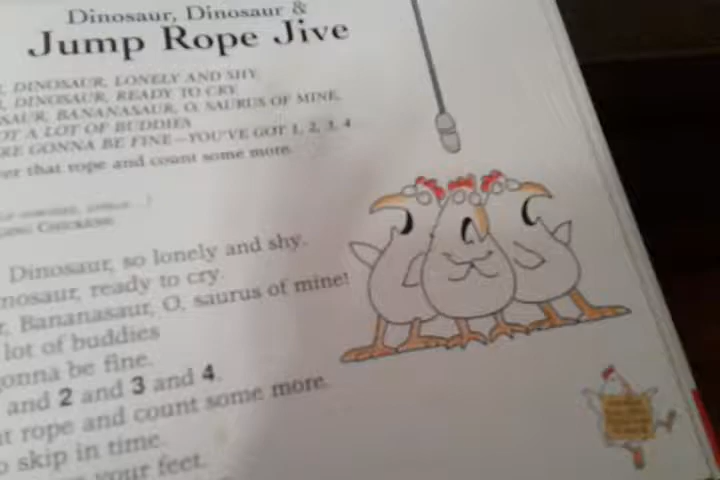 Dinosaur, Dinosaur &
Jump Rope Jive
DINOSAUR, LONELY AND SHY
DINOSAUR, READY TO CRY
SAUR, BANANASAUR, O, SAURUS OF MINE,
OT A LOT OF BUDDIES
RE GONNA BE FINE—YOU'VE GOT 1, 2, 3, 4
er that rope and count some more.
Dinosaur, so lonely and shy.
nosaur, ready to cry.
r, Bananasaur, O, saurus of mine!
lot of buddies
gonna be fine.
and 2 and 3 and 4.
t rope and count some more.
o skip in time.
your feet.